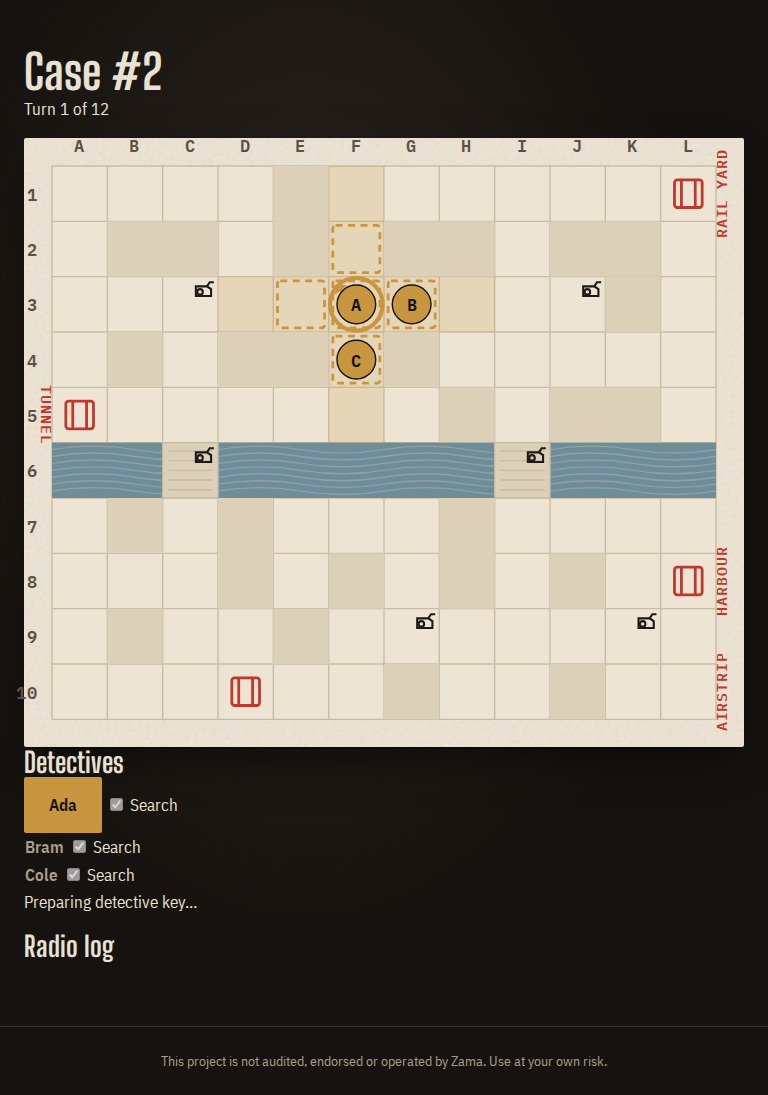 Case #2
Turn 1 of 12
A B C D E F G H I J K L
RAIL YARD
1
2
3
A B
4
C
TUNNEL
5
6
7
8
HARBOUR
9
10
AIRSTRIP
Detectives
Ada Search
Bram Search
Cole Search
Preparing detective key...
Radio log
This project is not audited, endorsed or operated by Zama. Use at your own risk.